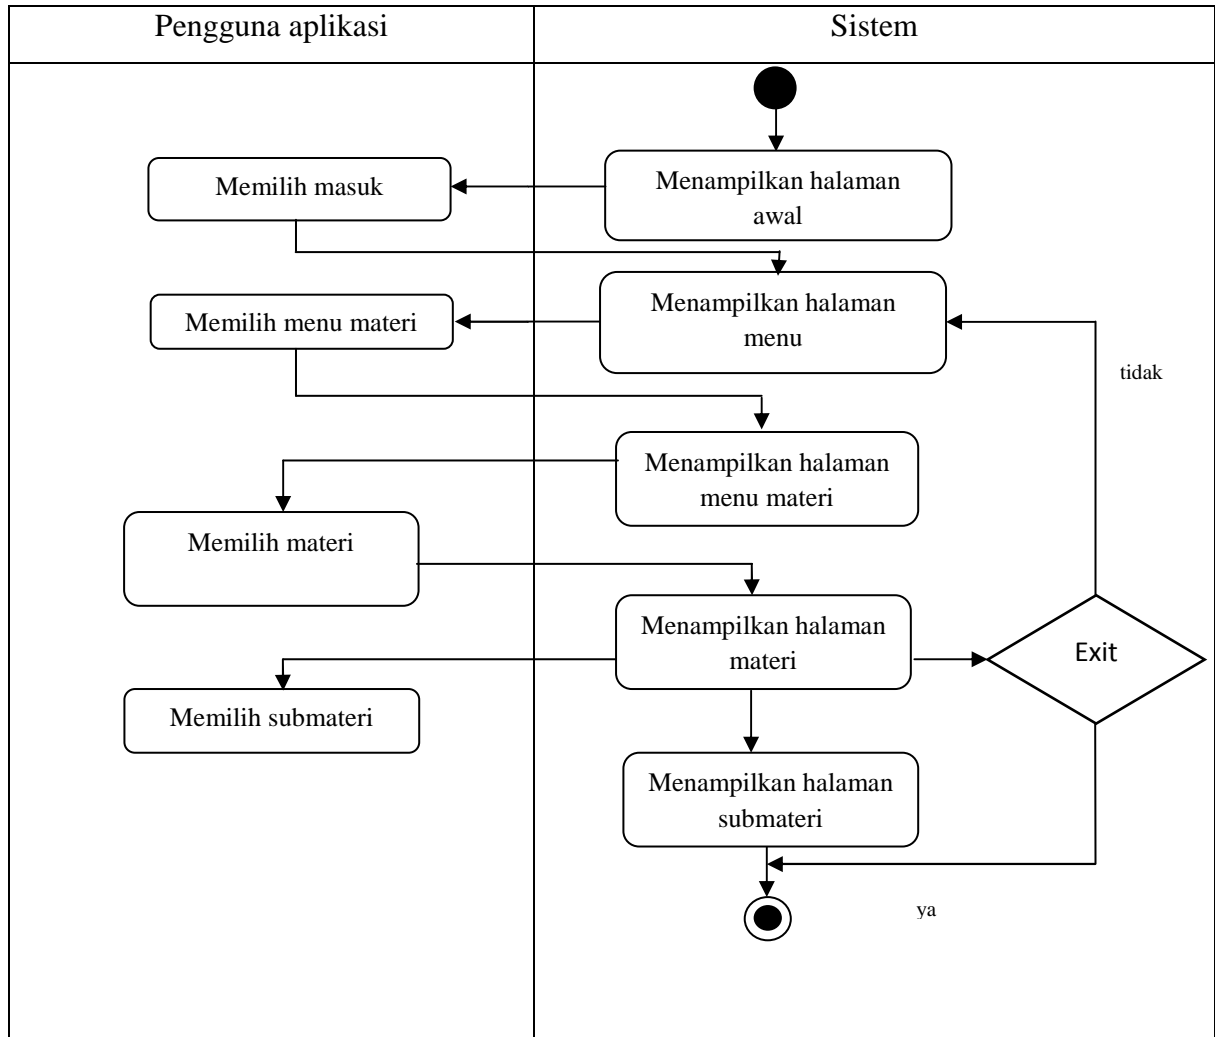 Pengguna aplikasi
Sistem
Memilih masuk
Menampilkan halaman
awal
Memilih menu materi
Menampilkan halaman
menu
tidak
Menampilkan halaman
menu materi
Memilih materi
Menampilkan halaman
materi
Exit
Memilih submateri
Menampilkan halaman
submateri
ya